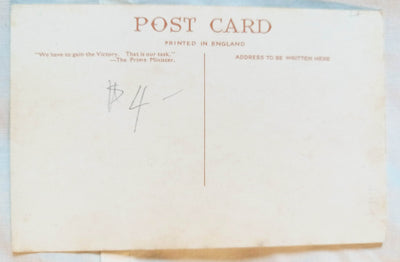 POST CARD
PRINTED IN ENGLAND
"We have to gain the Victory. That is our task,"
—The Prime Minister.
ADDRESS TO BE WRITTEN HERE
$4-